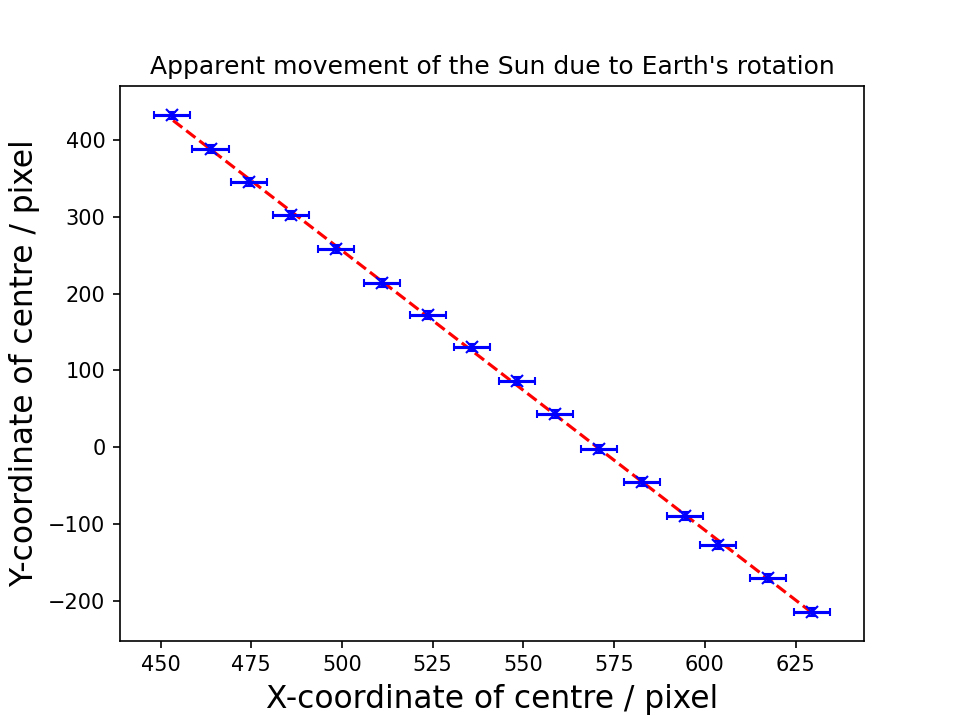 Apparent movement of the Sun due to Earth's rotation
Y-coordinate of centre / pixel
400
300
200
100
0
−100
−200
450 475 500 525 550 575 600 625
X-coordinate of centre / pixel